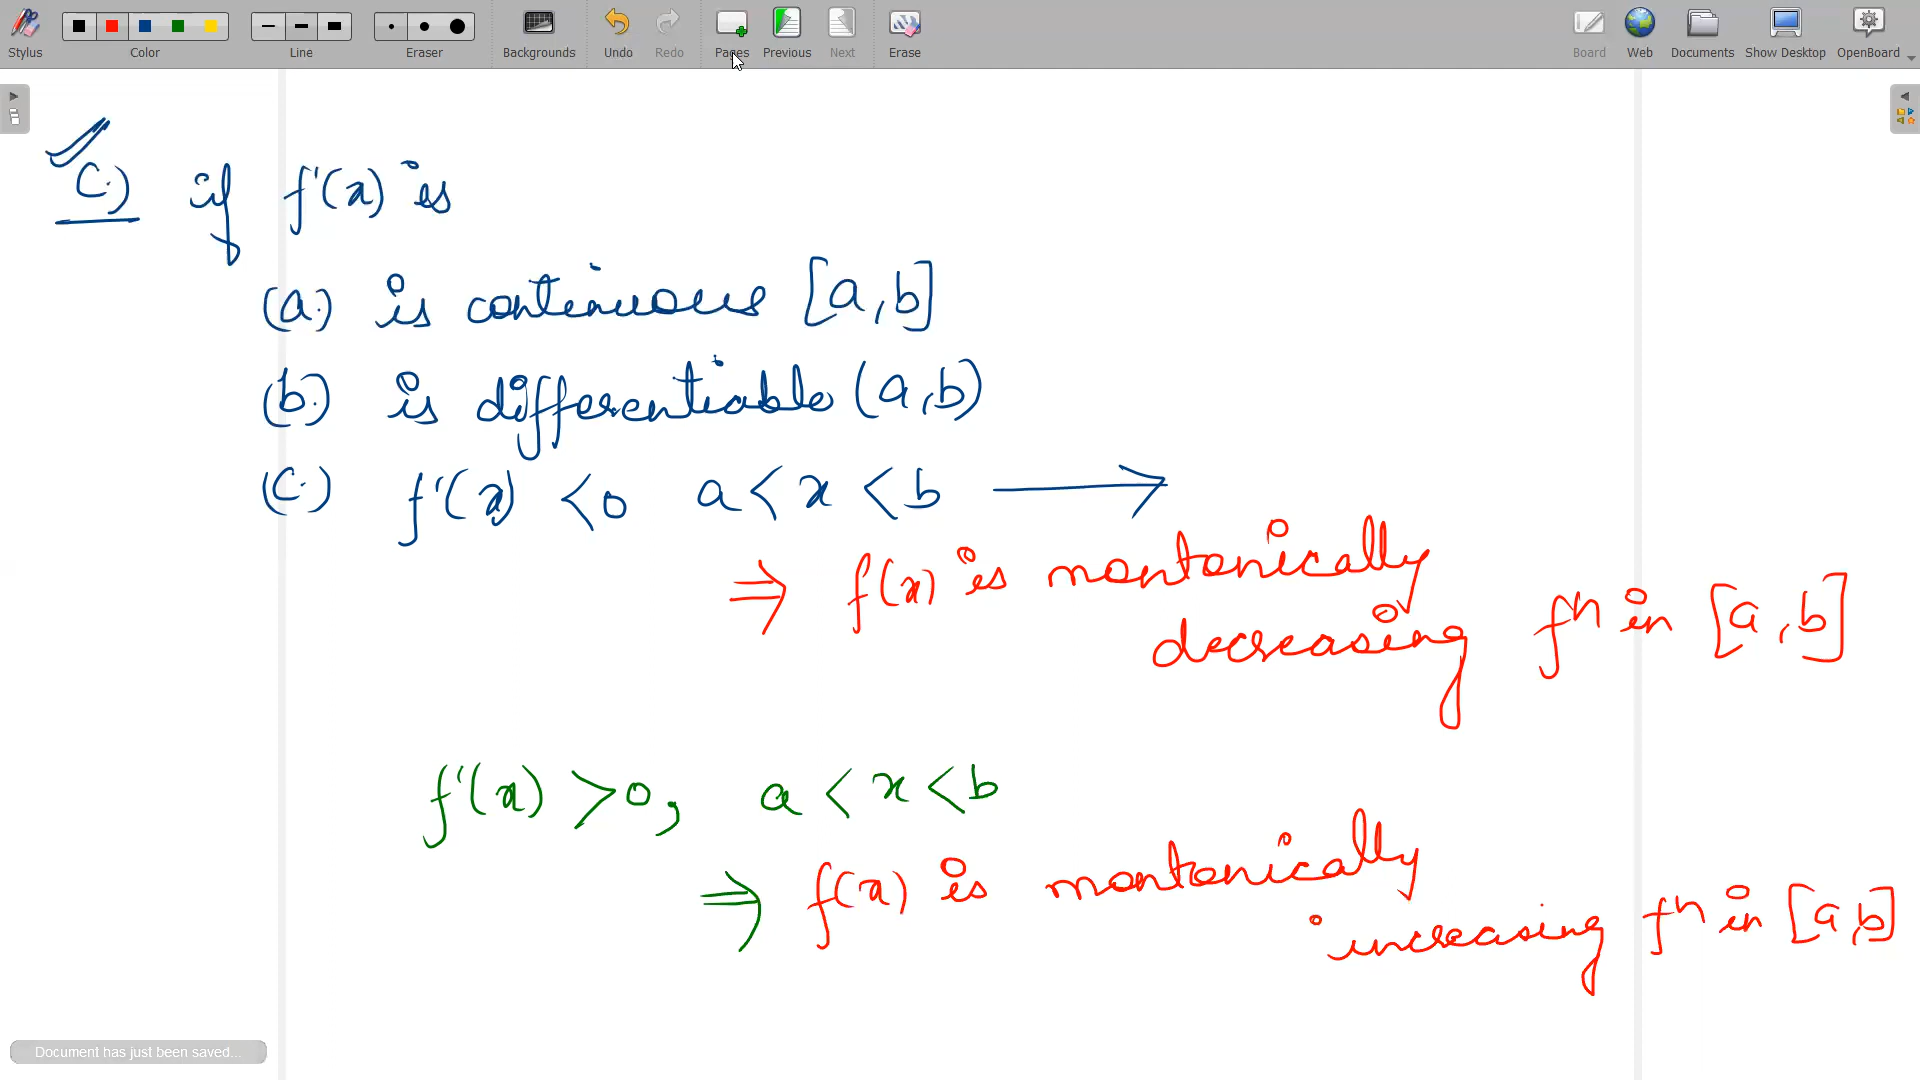 Stylus Color Line Eraser Backgrounds Undo Redo Pages Previous Next Erase Board Web Documents Show Desktop OpenBoard
C.) if f'(x) is
(a.) is continuous [a,b]
(b.) is differentiable (a,b)
(c.) f'(x) <0 a<x<b ⟶
⇒ f(x) is montonically
decreasing fⁿ in [a,b]
f'(x) >0, a<x<b
⇒ f(x) is montonically
increasing fⁿ in [a,b]
Document has just been saved...